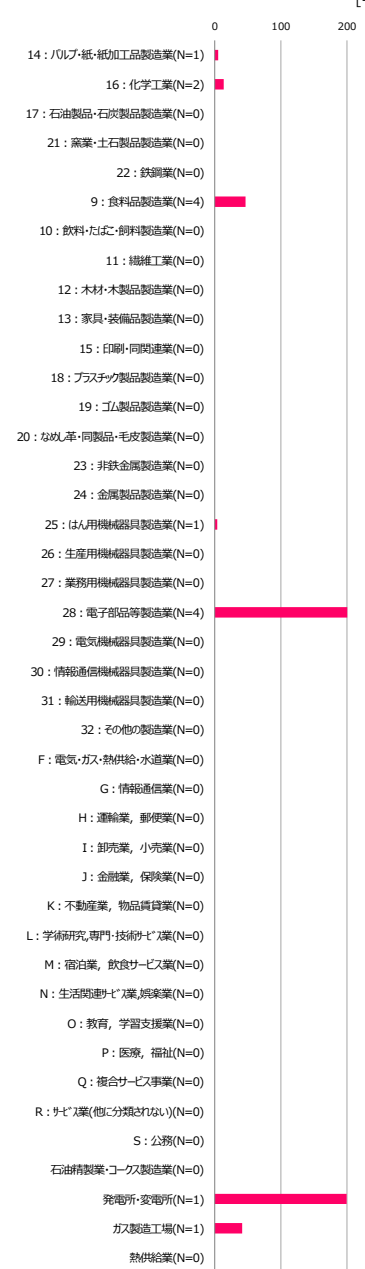 0 100 200
14：パルプ・紙・紙加工品製造業(N=1)
16：化学工業(N=2)
17：石油製品・石炭製品製造業(N=0)
21：窯業・土石製品製造業(N=0)
22：鉄鋼業(N=0)
9：食料品製造業(N=4)
10：飲料・たばこ・飼料製造業(N=0)
11：繊維工業(N=0)
12：木材・木製品製造業(N=0)
13：家具・装備品製造業(N=0)
15：印刷・同関連業(N=0)
18：プラスチック製品製造業(N=0)
19：ゴム製品製造業(N=0)
20：なめし革・同製品・毛皮製造業(N=0)
23：非鉄金属製造業(N=0)
24：金属製品製造業(N=0)
25：はん用機械器具製造業(N=1)
26：生産用機械器具製造業(N=0)
27：業務用機械器具製造業(N=0)
28：電子部品等製造業(N=4)
29：電気機械器具製造業(N=0)
30：情報通信機械器具製造業(N=0)
31：輸送用機械器具製造業(N=0)
32：その他の製造業(N=0)
F：電気・ガス・熱供給・水道業(N=0)
G：情報通信業(N=0)
H：運輸業，郵便業(N=0)
I：卸売業，小売業(N=0)
J：金融業，保険業(N=0)
K：不動産業，物品賃貸業(N=0)
L：学術研究,専門・技術ｻｰﾋﾞｽ業(N=0)
M：宿泊業，飲食サービス業(N=0)
N：生活関連ｻｰﾋﾞｽ業,娯楽業(N=0)
O：教育，学習支援業(N=0)
P：医療，福祉(N=0)
Q：複合サービス事業(N=0)
R：ｻｰﾋﾞｽ業(他に分類されない)(N=0)
S：公務(N=0)
石油精製業・コークス製造業(N=0)
発電所・変電所(N=1)
ガス製造工場(N=1)
熱供給業(N=0)